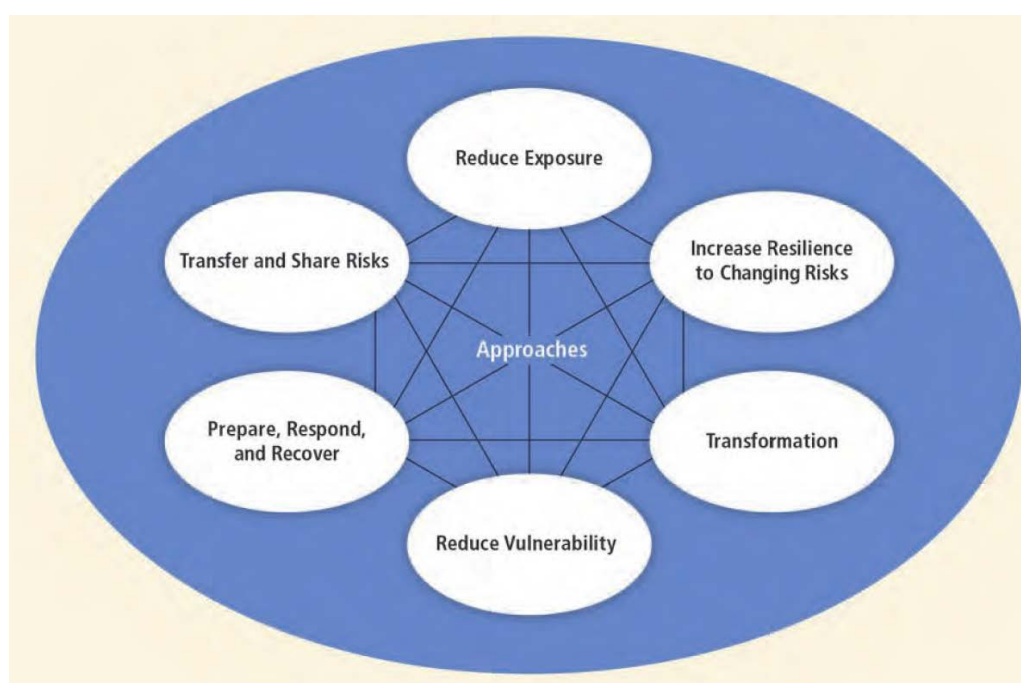 Reduce Exposure
Transfer and Share Risks
Increase Resilience
to Changing Risks
Approaches
Prepare, Respond,
and Recover
Transformation
Reduce Vulnerability